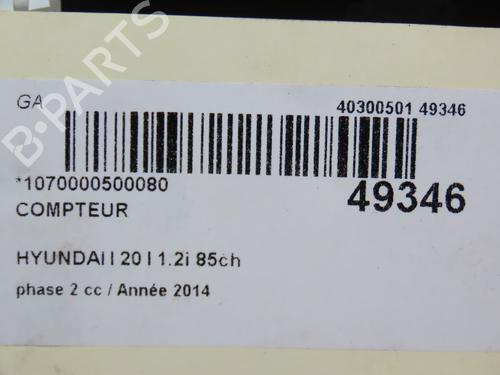 GA
40300501 49346
*1070000500080
49346
COMPTEUR
HYUNDAI I 20 I 1.2i 85ch
phase 2 cc / Année 2014
B-PARTS